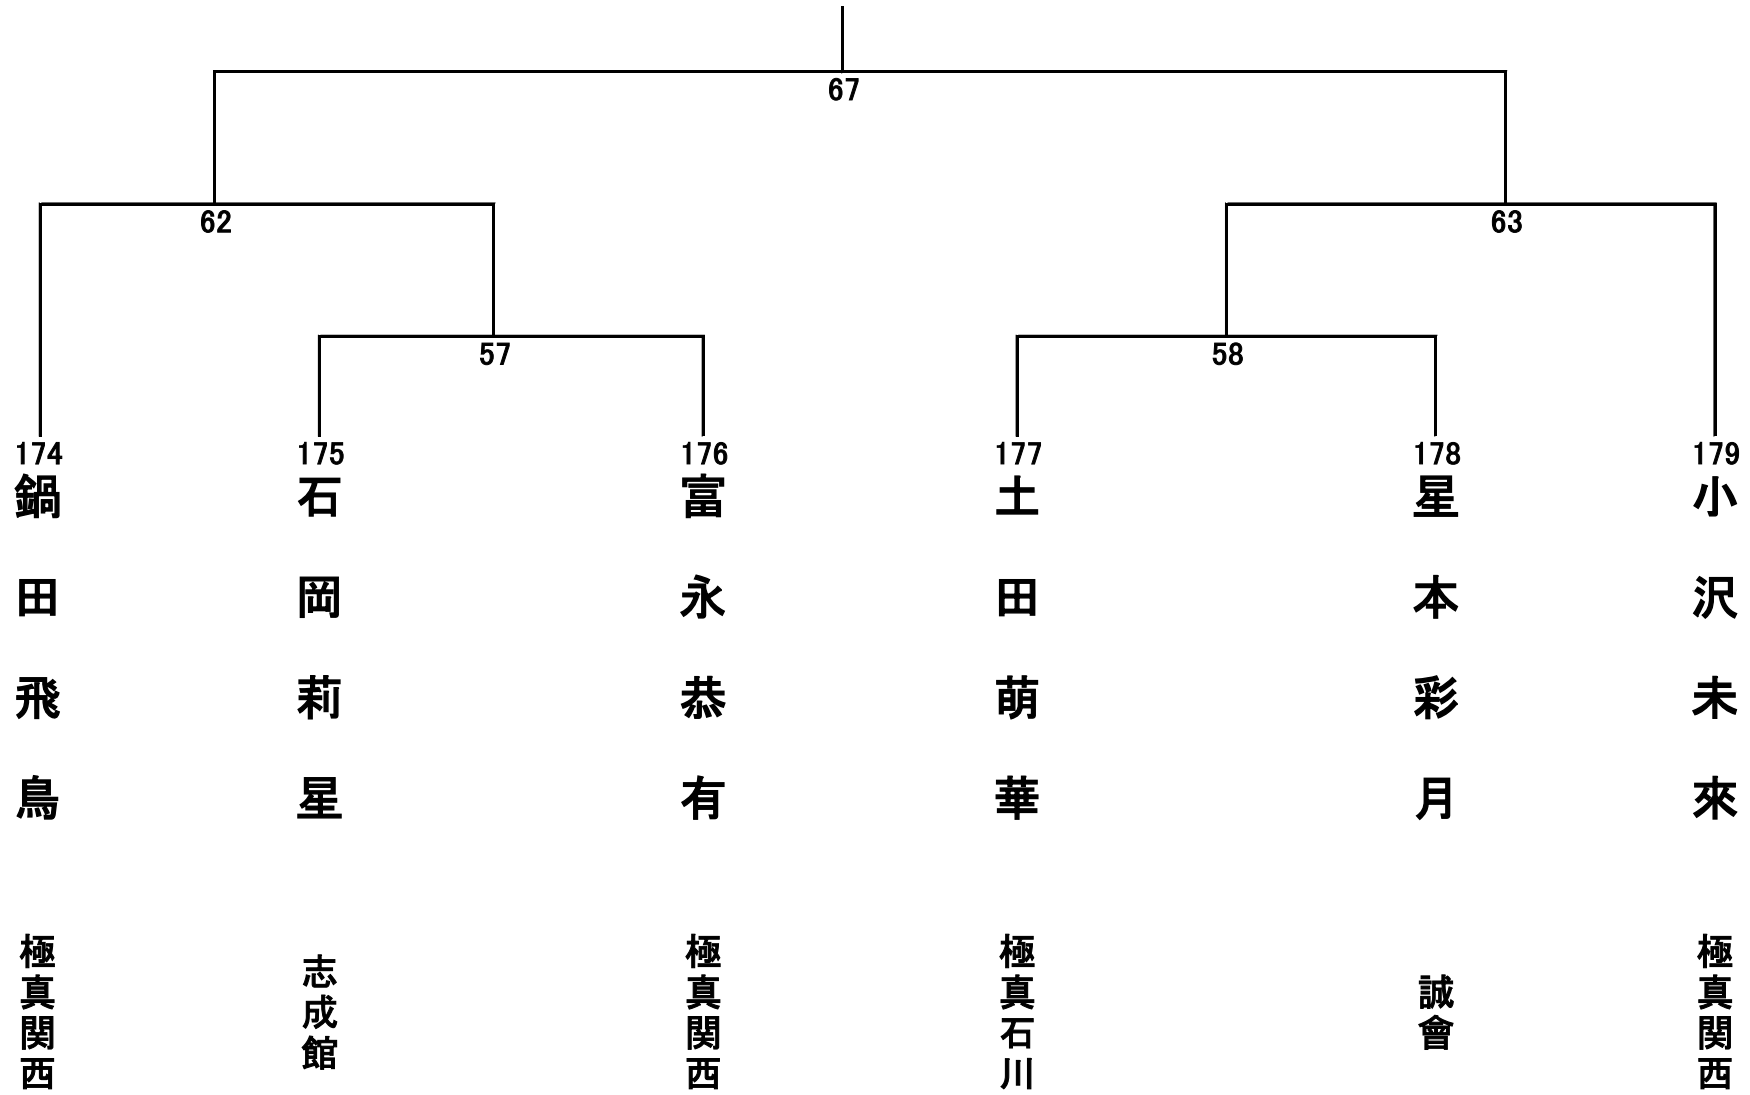 67
62
63
57
58
174
鍋田飛鳥
極真関西
175
石岡莉星
志成館
176
富永恭有
極真関西
177
土田萌華
極真石川
178
星本彩月
誠會
179
小沢未來
極真関西